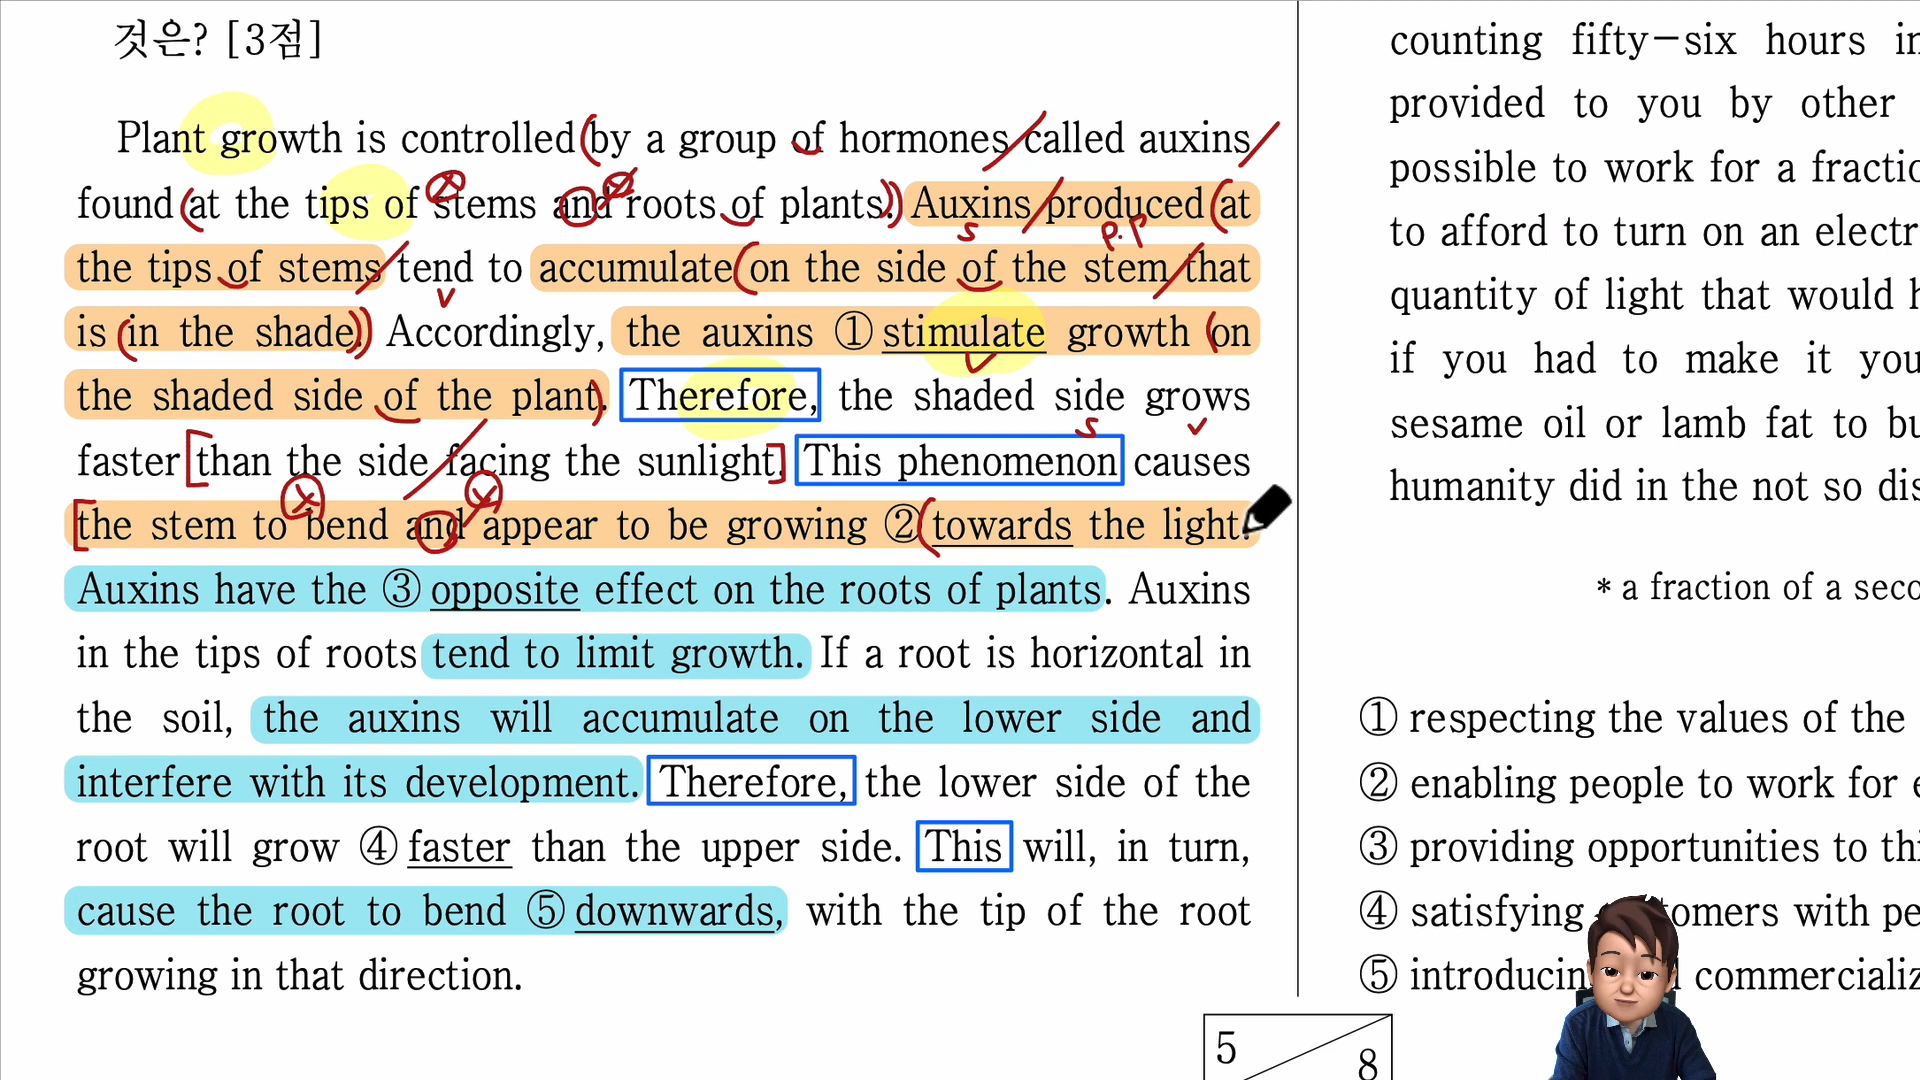 것은? [3점]
Plant growth is controlled by a group of hormones called auxins
found at the tips of stems and roots of plants. Auxins produced at
the tips of stems tend to accumulate on the side of the stem that
is in the shade. Accordingly, the auxins ① stimulate growth on
the shaded side of the plant. Therefore, the shaded side grows
faster than the side facing the sunlight. This phenomenon causes
the stem to bend and appear to be growing ② towards the light.
Auxins have the ③ opposite effect on the roots of plants. Auxins
in the tips of roots tend to limit growth. If a root is horizontal in
the soil, the auxins will accumulate on the lower side and
interfere with its development. Therefore, the lower side of the
root will grow ④ faster than the upper side. This will, in turn,
cause the root to bend ⑤ downwards, with the tip of the root
growing in that direction.
s
p.p
v
s
v
5
8
counting fifty-six hours in
provided to you by other
possible to work for a fractio
to afford to turn on an electr
quantity of light that would h
if you had to make it you
sesame oil or lamb fat to bu
humanity did in the not so dis
* a fraction of a seco
① respecting the values of the
② enabling people to work for e
③ providing opportunities to thi
④ satisfying with pe
⑤ commercializ